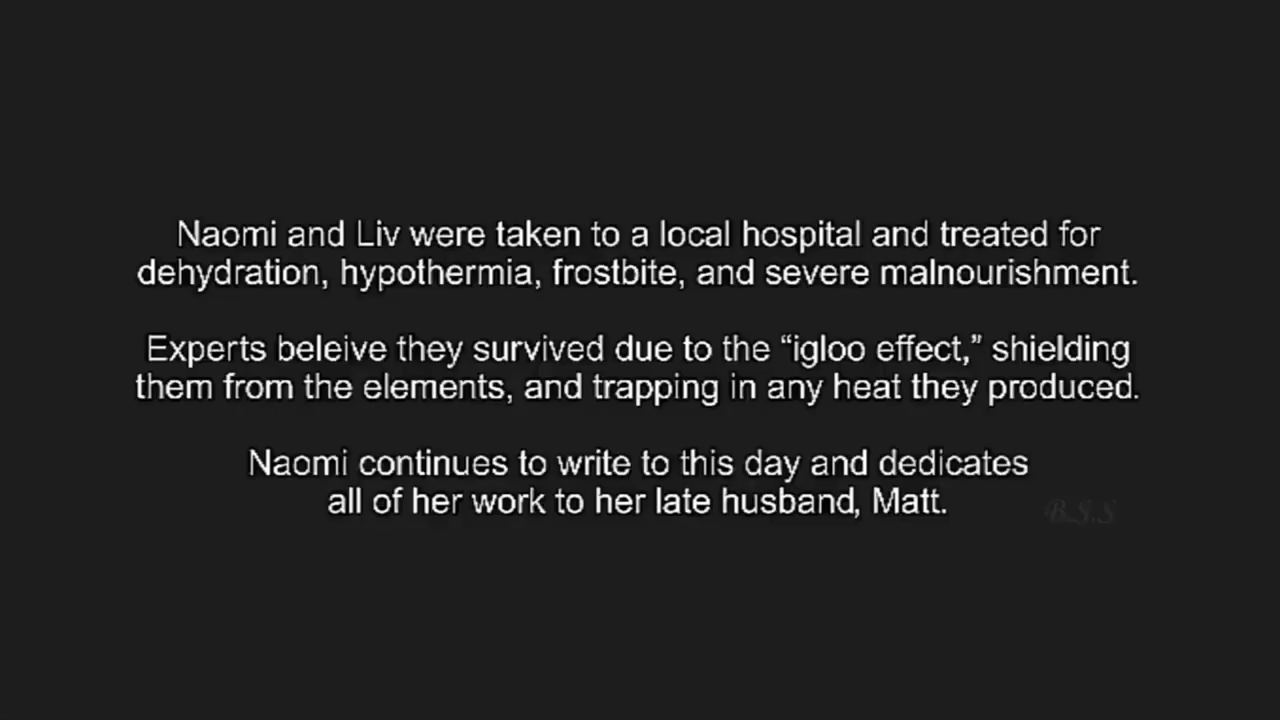 Naomi and Liv were taken to a local hospital and treated for
dehydration, hypothermia, frostbite, and severe malnourishment.
Experts beleive they survived due to the “igloo effect,” shielding
them from the elements, and trapping in any heat they produced.
Naomi continues to write to this day and dedicates
all of her work to her late husband, Matt.
B.S.S